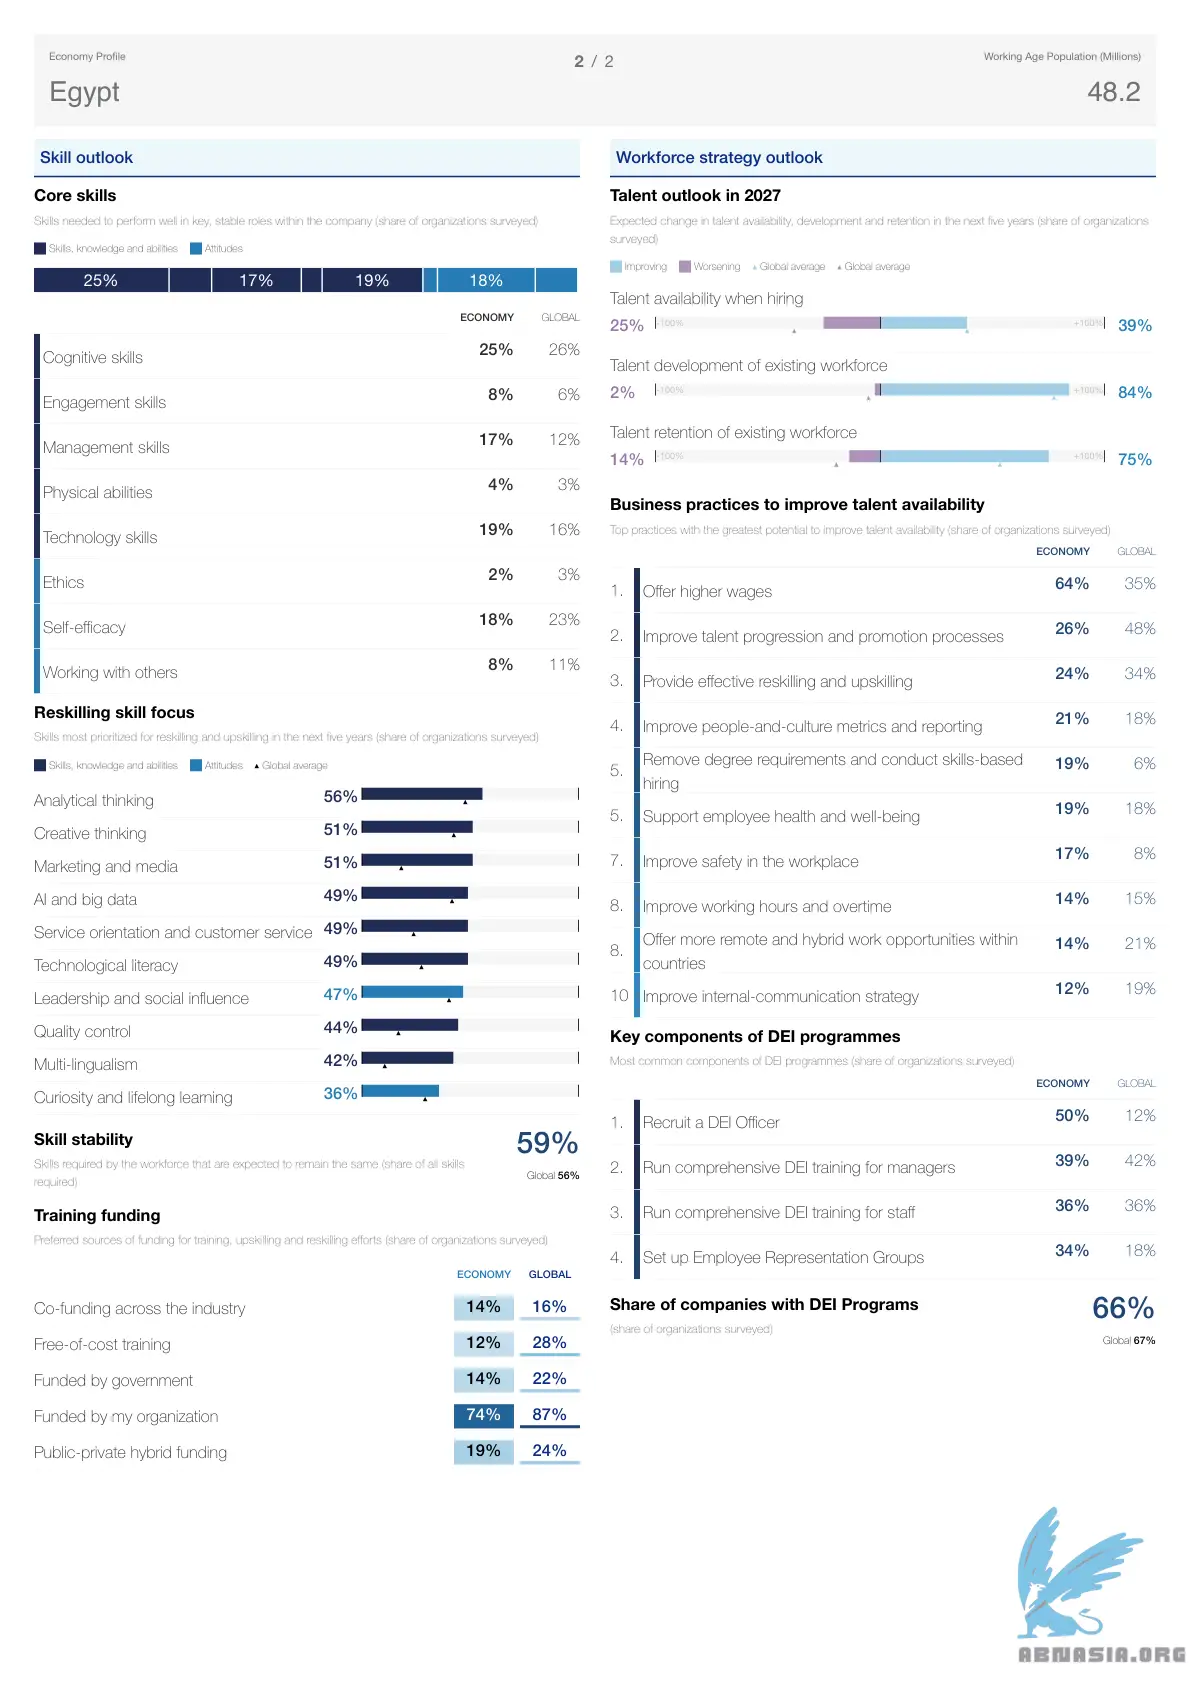 Economy Profile
2 / 2
Working Age Population (Millions)
Egypt
48.2
Skill outlook
Core skills
Skills needed to perform well in key, stable roles within the company (share of organizations surveyed)
Skills, knowledge and abilities Attitudes
25% 17% 19% 18%
ECONOMY GLOBAL
Cognitive skills 25% 26%
Engagement skills 8% 6%
Management skills 17% 12%
Physical abilities 4% 3%
Technology skills 19% 16%
Ethics 2% 3%
Self-efficacy 18% 23%
Working with others 8% 11%
Reskilling skill focus
Skills most prioritized for reskilling and upskilling in the next five years (share of organizations surveyed)
Skills, knowledge and abilities Attitudes Global average
Analytical thinking 56%
Creative thinking 51%
Marketing and media 51%
AI and big data 49%
Service orientation and customer service 49%
Technological literacy 49%
Leadership and social influence 47%
Quality control 44%
Multi-lingualism 42%
Curiosity and lifelong learning 36%
Skill stability 59%
Skills required by the workforce that are expected to remain the same (share of all skills
required)
Global 56%
Training funding
Preferred sources of funding for training, upskilling and reskilling efforts (share of organizations surveyed)
ECONOMY GLOBAL
Co-funding across the industry 14% 16%
Free-of-cost training 12% 28%
Funded by government 14% 22%
Funded by my organization 74% 87%
Public-private hybrid funding 19% 24%
Workforce strategy outlook
Talent outlook in 2027
Expected change in talent availability, development and retention in the next five years (share of organizations
surveyed)
Improving Worsening Global average Global average
Talent availability when hiring
25% -100% +100% 39%
Talent development of existing workforce
2% -100% +100% 84%
Talent retention of existing workforce
14% -100% +100% 75%
Business practices to improve talent availability
Top practices with the greatest potential to improve talent availability (share of organizations surveyed)
ECONOMY GLOBAL
1. Offer higher wages 64% 35%
2. Improve talent progression and promotion processes 26% 48%
3. Provide effective reskilling and upskilling 24% 34%
4. Improve people-and-culture metrics and reporting 21% 18%
5. Remove degree requirements and conduct skills-based
hiring 19% 6%
5. Support employee health and well-being 19% 18%
7. Improve safety in the workplace 17% 8%
8. Improve working hours and overtime 14% 15%
8. Offer more remote and hybrid work opportunities within
countries 14% 21%
10 Improve internal-communication strategy 12% 19%
Key components of DEI programmes
Most common components of DEI programmes (share of organizations surveyed)
ECONOMY GLOBAL
1. Recruit a DEI Officer 50% 12%
2. Run comprehensive DEI training for managers 39% 42%
3. Run comprehensive DEI training for staff 36% 36%
4. Set up Employee Representation Groups 34% 18%
Share of companies with DEI Programs 66%
(share of organizations surveyed)
Global 67%
ABNASIA.ORG